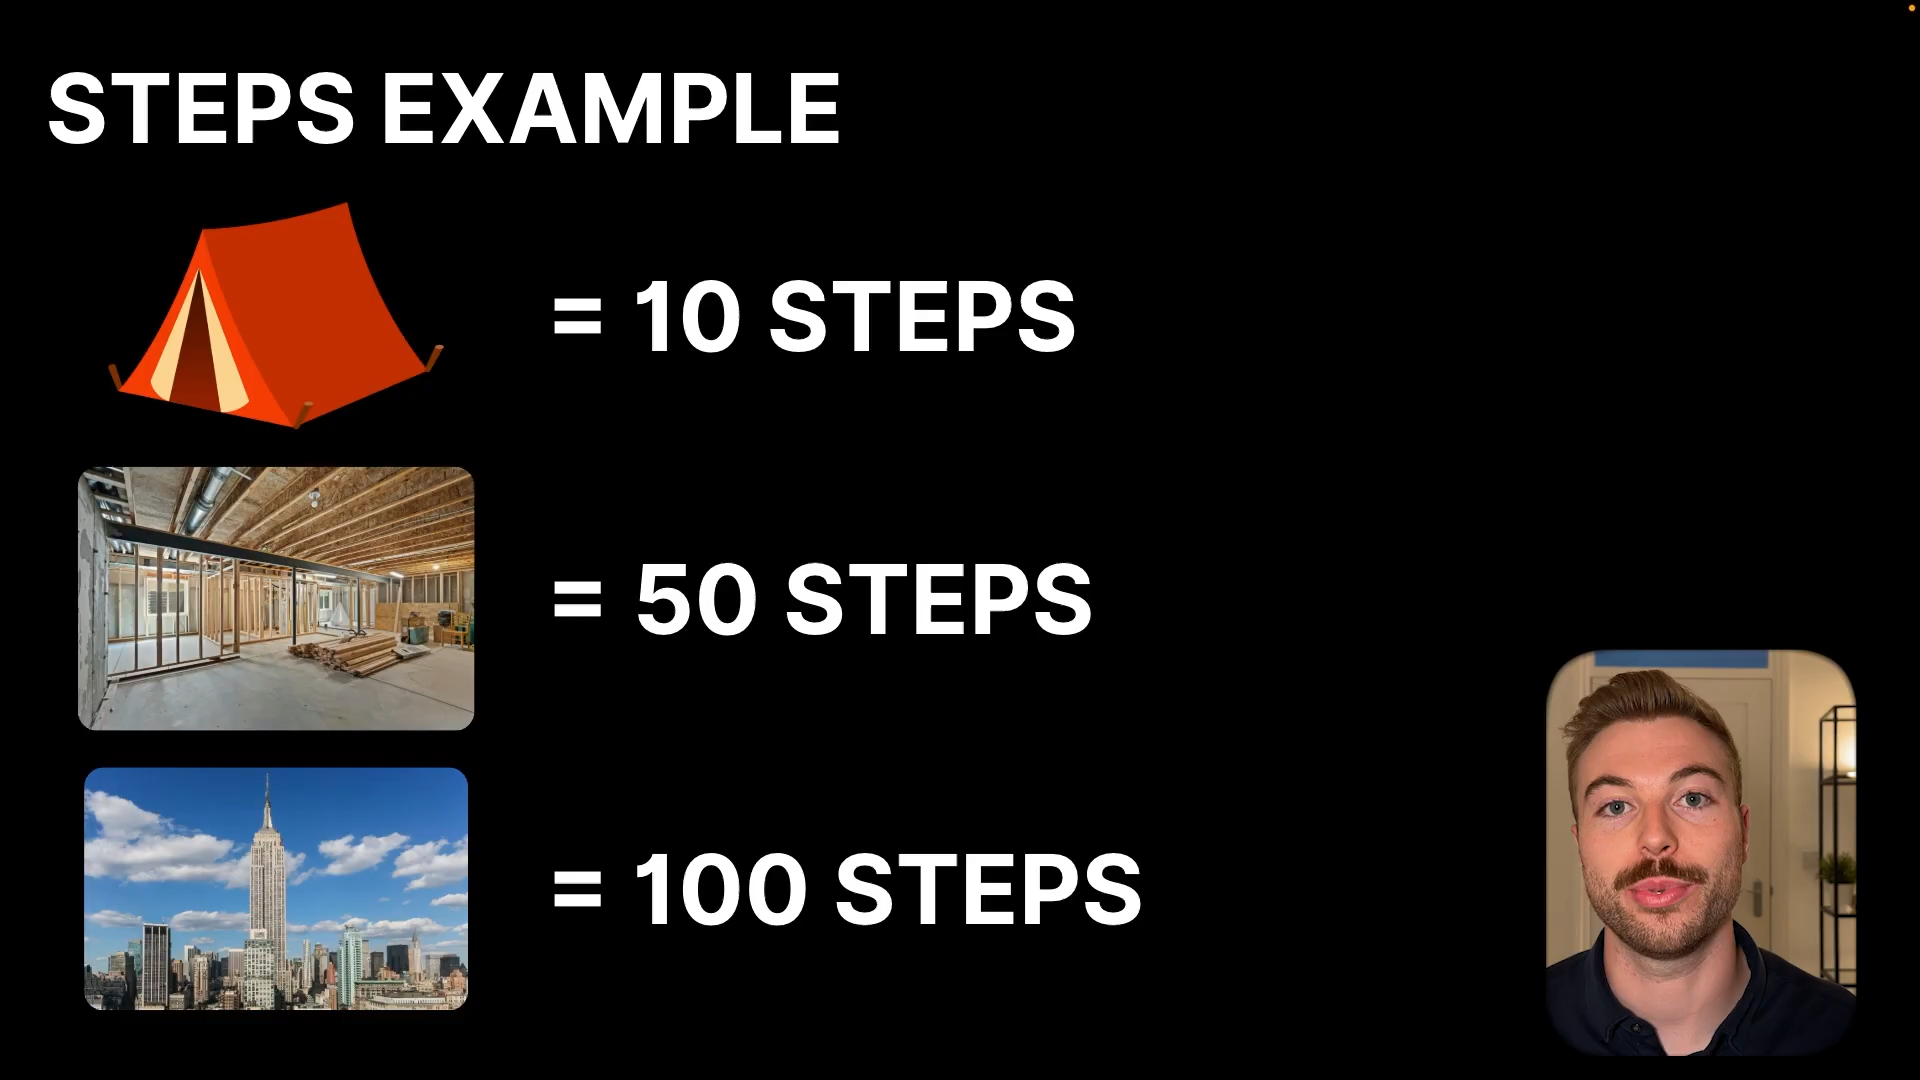 STEPS EXAMPLE
= 10 STEPS
= 50 STEPS
= 100 STEPS